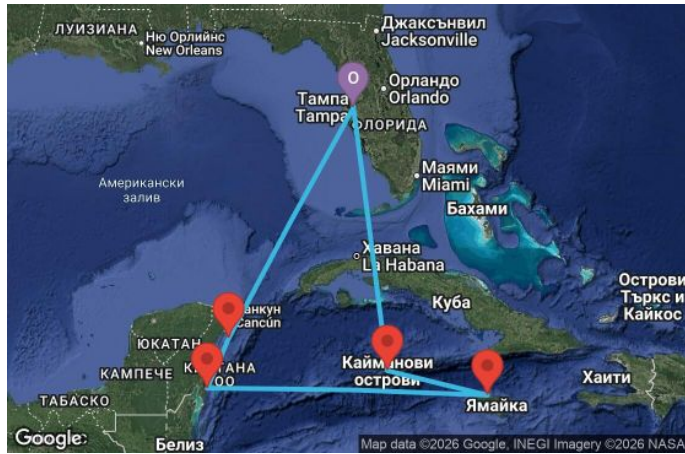 ЛУИЗИАНА
Ню Орлийнс
New Orleans
Джаксънвил
Jacksonville
O
Орландо
Orlando
Тампа
Tampa
ФЛОРИДА
Американски
залив
Маями
Miami
Бахами
Хавана
La Habana
Куба
Острови
Търкс и
Кайкос
Cancún
ЮКАТАН
КАМПЕЧЕ
Кайманови
острови
Хаити
ТАБАСКО
Ямайка
Белиз
Google
Map data ©2026 Google, INEGI Imagery ©2026 NASA